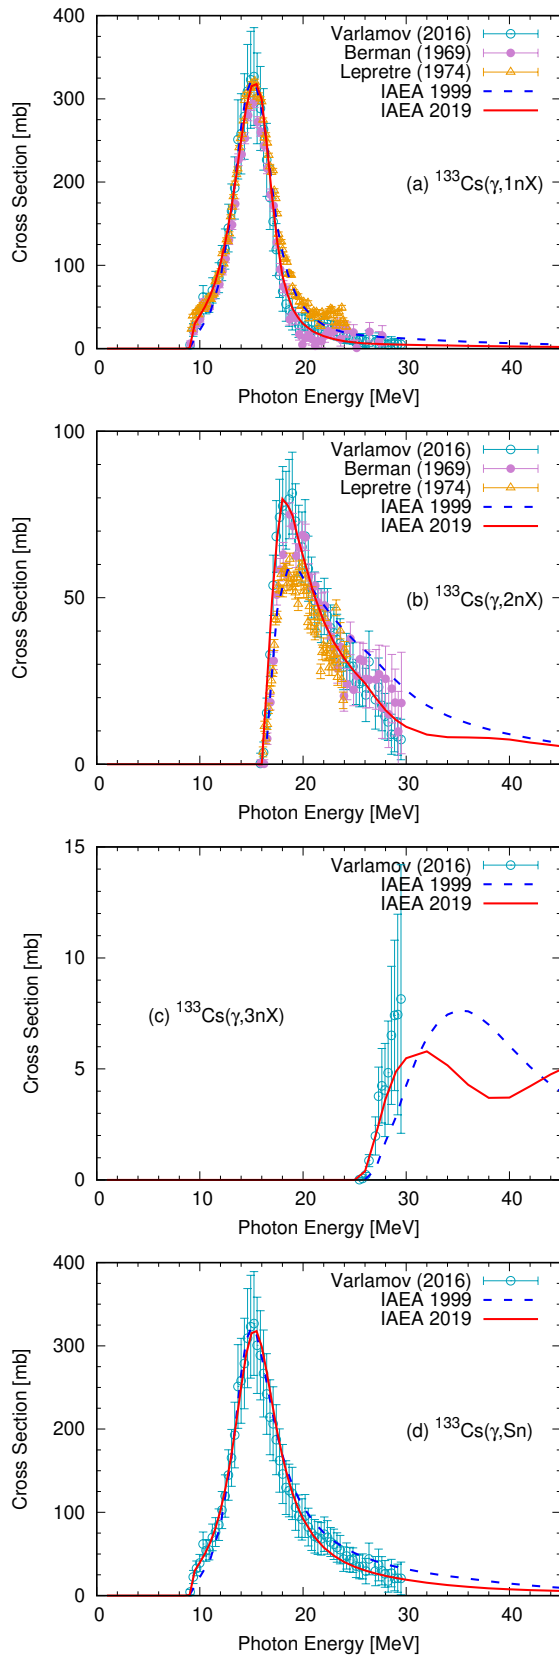 400
300
200
100
0
Cross Section [mb]
Varlamov (2016)
Berman (1969)
Lepretre (1974)
IAEA 1999
IAEA 2019
(a) ¹³³Cs(γ,1nX)
0 10 20 30 40
Photon Energy [MeV]
100
50
0
Cross Section [mb]
Varlamov (2016)
Berman (1969)
Lepretre (1974)
IAEA 1999
IAEA 2019
(b) ¹³³Cs(γ,2nX)
0 10 20 30 40
Photon Energy [MeV]
15
10
5
0
Cross Section [mb]
Varlamov (2016)
IAEA 1999
IAEA 2019
(c) ¹³³Cs(γ,3nX)
0 10 20 30 40
Photon Energy [MeV]
400
300
200
100
0
Cross Section [mb]
Varlamov (2016)
IAEA 1999
IAEA 2019
(d) ¹³³Cs(γ,Sn)
0 10 20 30 40
Photon Energy [MeV]